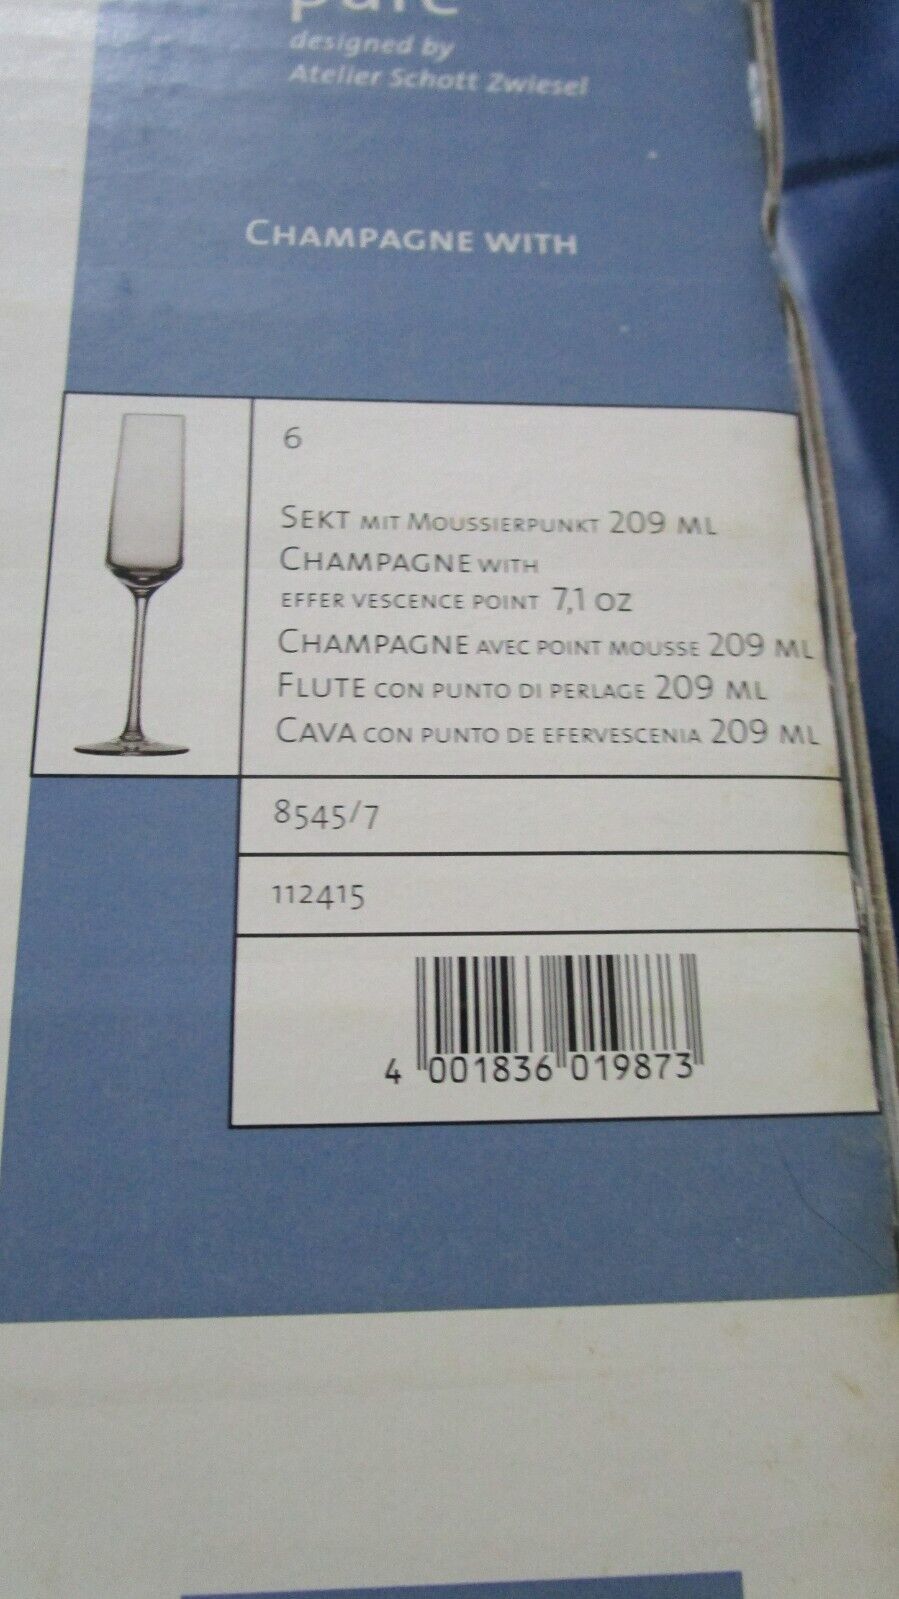 pure
designed by
Atelier Schott Zwiesel
CHAMPAGNE WITH
6
SEKT MIT MOUSSIERPUNKT 209 ML
CHAMPAGNE WITH
EFFER VESCENCE POINT 7,1 OZ
CHAMPAGNE AVEC POINT MOUSSE 209 ML
FLUTE CON PUNTO DI PERLAGE 209 ML
CAVA CON PUNTO DE EFERVESCENIA 209 ML
8545/7
112415
4 001836 019873